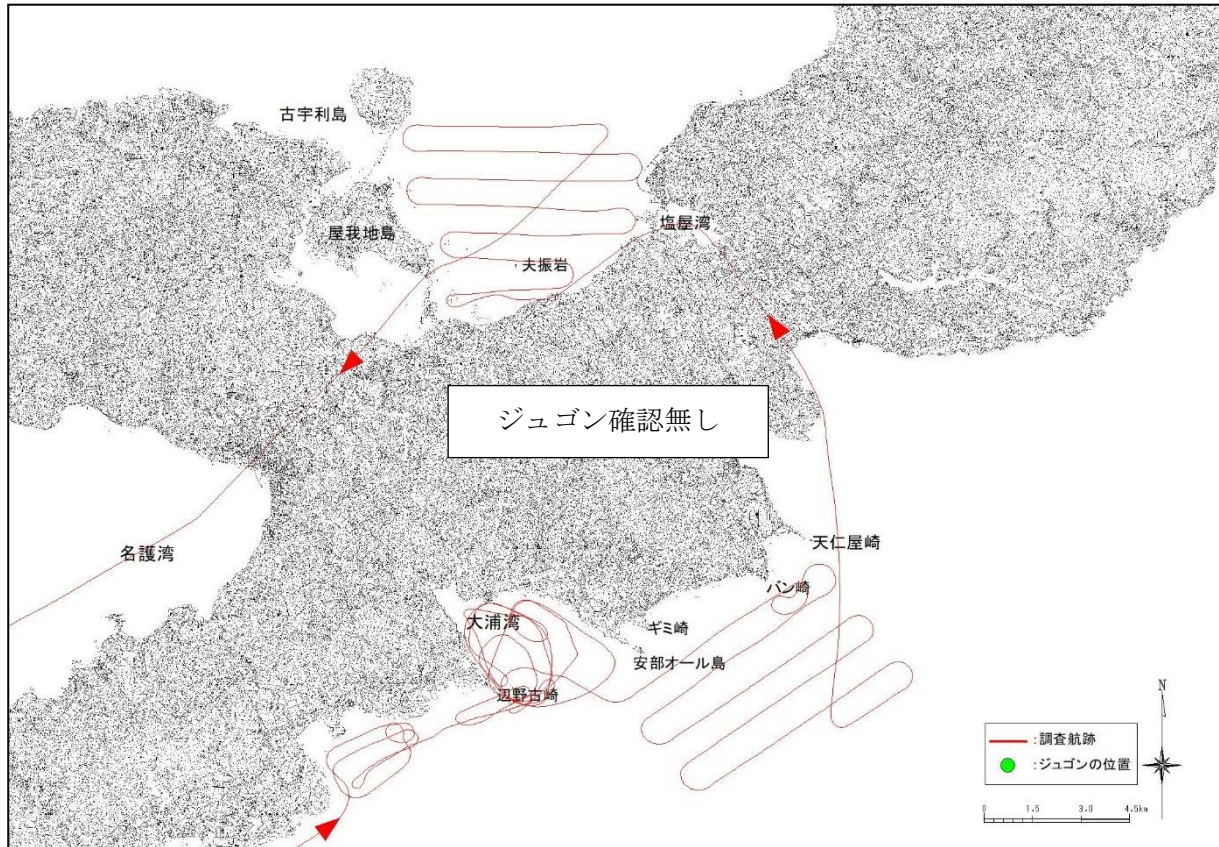 古宇利島
屋我地島
塩屋湾
夫振岩
ジュゴン確認無し
名護湾
天仁屋崎
バン崎
大浦湾
ギミ崎
安部オール島
辺野古崎
N
:調査航跡
:ジュゴンの位置
0 1.5 3.0 4.5km